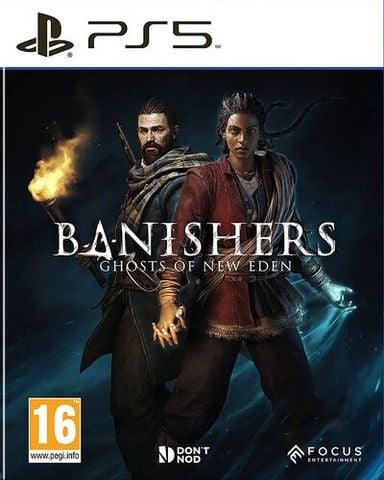 PS5
BANISHERS
GHOSTS OF NEW EDEN
16
www.pegi.info
DON'T
NOD
FOCUS
ENTERTAINMENT